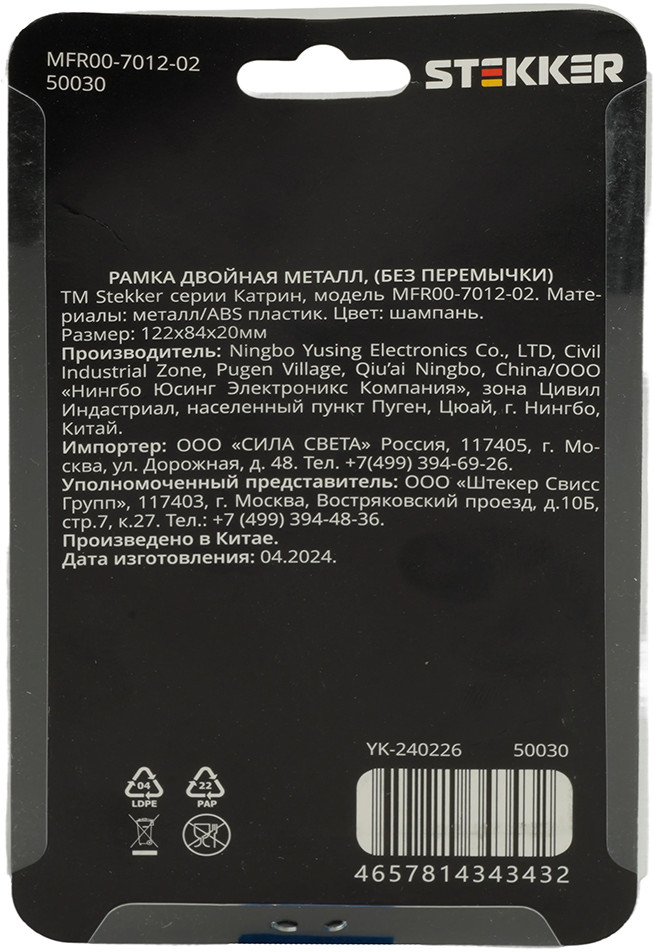 MFR00-7012-02
50030
STEKKER
РАМКА ДВОЙНАЯ МЕТАЛЛ, (БЕЗ ПЕРЕМЫЧКИ)
ТМ Stekker серии Катрин, модель MFR00-7012-02. Мате-
риалы: металл/ABS пластик. Цвет: шампань.
Размер: 122х84х20мм
Производитель: Ningbo Yusing Electronics Co., LTD, Civil
Industrial Zone, Pugen Village, Qiu’ai Ningbo, China/ООО
«Нингбо Юсинг Электроникс Компания», зона Цивил
Индастриал, населенный пункт Пуген, Цюай, г. Нингбо,
Китай.
Импортер: ООО «СИЛА СВЕТА» Россия, 117405, г. Мо-
сква, ул. Дорожная, д. 48. Тел. +7(499) 394-69-26.
Уполномоченный представитель: ООО «Штекер Свисс
Групп», 117403, г. Москва, Востряковский проезд, д.10Б,
стр.7, к.27. Тел.: +7 (499) 394-48-36.
Произведено в Китае.
Дата изготовления: 04.2024.
YK-240226 50030
04 22
LDPE PAP
4657814343432